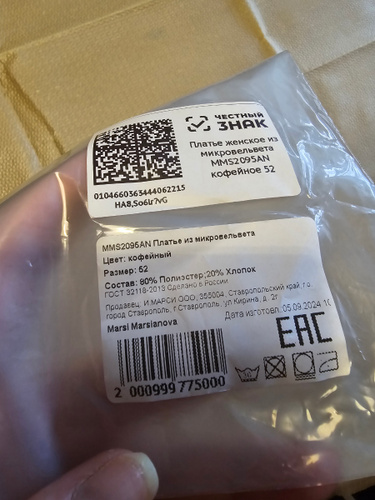 ЧЕСТНЫЙ
ЗНАК
Платье женское из
микровельвета
MMS2095AN
кофейное 52
0104660363444062215
HA8,So6lr?vG
MMS2095AN Платье из микровельвета
Цвет: кофейный
Размер: 52
Состав: 80% Полиэстер;20% Хлопок
ГОСТ 32118-2013 Сделано в России
Продавец: И.МАРСИ ООО, 355004, Ставропольский край, г.о.
город Ставрополь, г.Ставрополь, ул Кирина, д. 2г
Дата изготовл. 05.09.2024
Marsi Marsianova
EAC
2 000999 775000